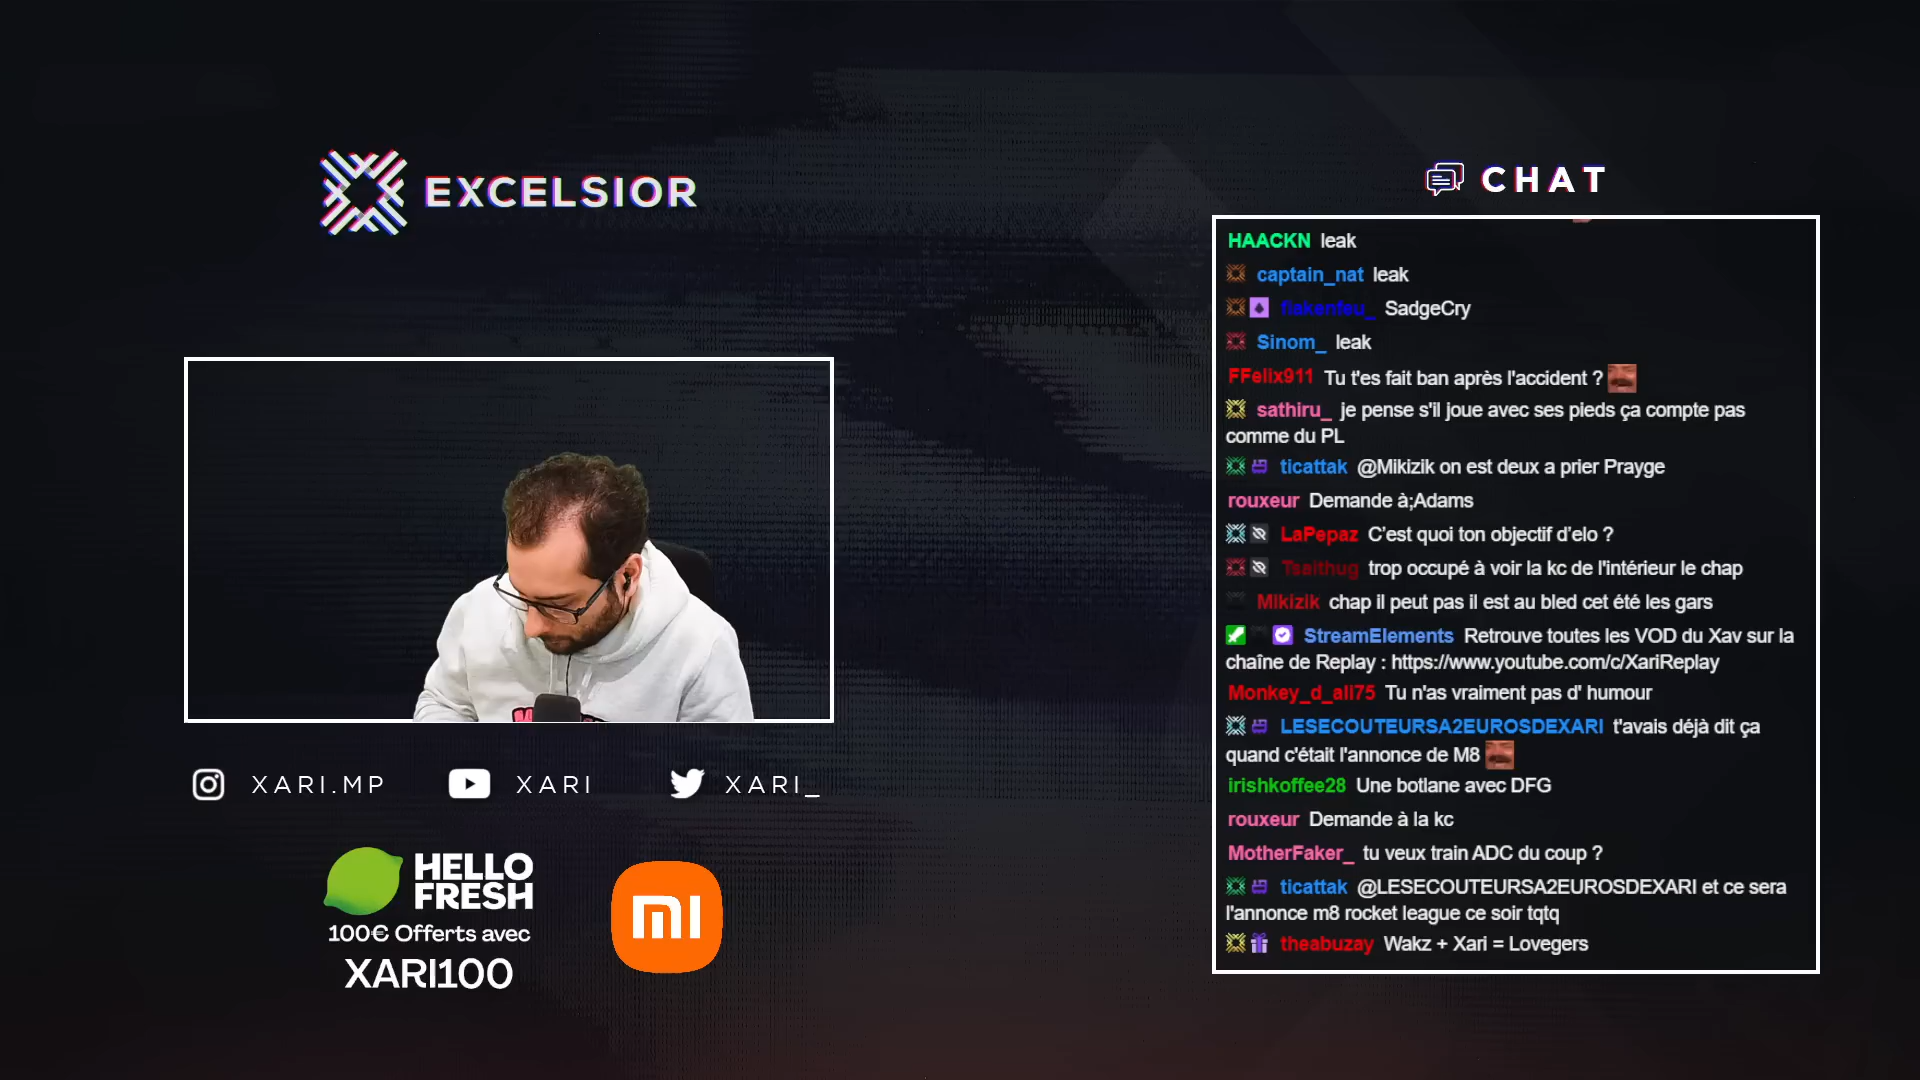 EXCELSIOR
CHAT
HAACKN leak
captain_nat leak
flakenfeu_ SadgeCry
Sinom_ leak
FFelix911 Tu t'es fait ban après l'accident ?
sathiru_ je pense s'il joue avec ses pieds ça compte pas
comme du PL
ticattak @Mikizik on est deux a prier Prayge
rouxeur Demande à;Adams
LaPepaz C'est quoi ton objectif d'elo ?
Tsaithug trop occupé à voir la kc de l'intérieur le chap
Mikizik chap il peut pas il est au bled cet été les gars
StreamElements Retrouve toutes les VOD du Xav sur la
chaîne de Replay : https://www.youtube.com/c/XariReplay
Monkey_d_ali75 Tu n'as vraiment pas d' humour
LESECOUTEURSA2EUROSDEXARI t'avais déjà dit ça
quand c'était l'annonce de M8
irishkoffee28 Une botlane avec DFG
rouxeur Demande à la kc
MotherFaker_ tu veux train ADC du coup ?
ticattak @LESECOUTEURSA2EUROSDEXARI et ce sera
l'annonce m8 rocket league ce soir tqtq
theabuzay Wakz + Xari = Lovegers
XARI.MP
XARI
XARI_
HELLO
FRESH
100€ Offerts avec
XARI100
mi